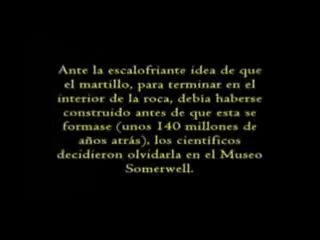 Ante la escalofriante idea de que
el martillo, para terminar en el
interior de la roca, debía haberse
construido antes de que esta se
formase (unos 140 millones de
años atrás), los científicos
decidieron olvidarla en el Museo
Somerwell.